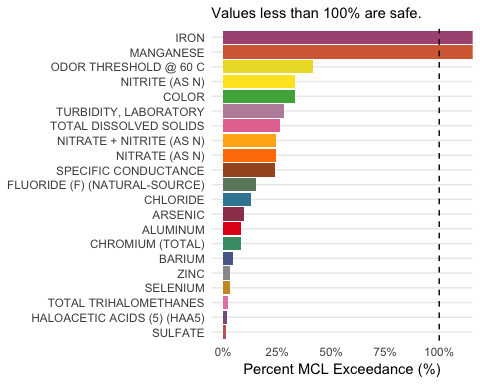 Values less than 100% are safe.
IRON
MANGANESE
ODOR THRESHOLD @ 60 C
NITRITE (AS N)
COLOR
TURBIDITY, LABORATORY
TOTAL DISSOLVED SOLIDS
NITRATE + NITRITE (AS N)
NITRATE (AS N)
SPECIFIC CONDUCTANCE
FLUORIDE (F) (NATURAL-SOURCE)
CHLORIDE
ARSENIC
ALUMINUM
CHROMIUM (TOTAL)
BARIUM
ZINC
SELENIUM
TOTAL TRIHALOMETHANES
HALOACETIC ACIDS (5) (HAA5)
SULFATE
0% 25% 50% 75% 100%
Percent MCL Exceedance (%)